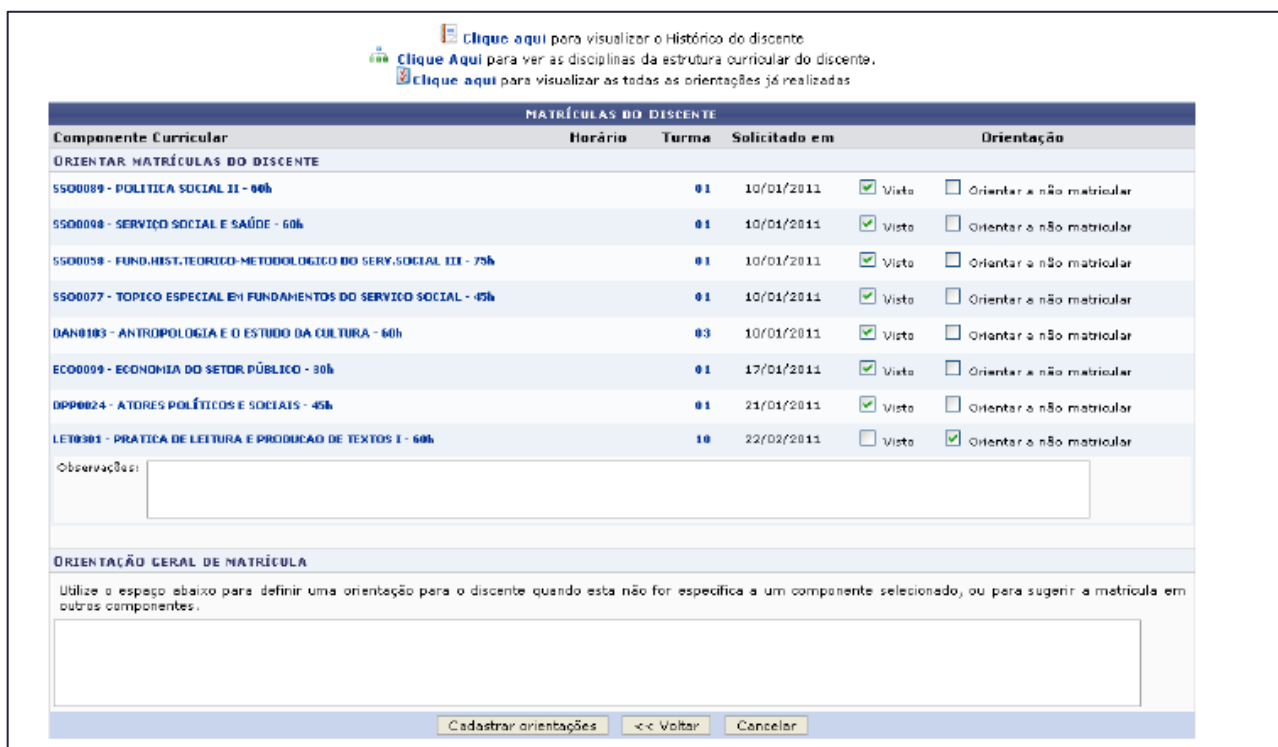 Clique aqui para visualizar o Histórico do discente
Clique Aqui para ver as disciplinas da estrutura curricular do discente.
Clique aqui para visualizar as todas as orientações já realizadas
MATRÍCULAS DO DISCENTE
Componente Curricular Horário Turma Solicitado em Orientação
ORIENTAR MATRÍCULAS DO DISCENTE
SSO0089 - POLITICA SOCIAL II - 60h 01 10/01/2011 Visto Orientar a não matricular
SSO0098 - SERVIÇO SOCIAL E SAÚDE - 60h 01 10/01/2011 Visto Orientar a não matricular
SSO0058 - FUND.HIST.TEORICO-METODOLOGICO DO SERV.SOCIAL III - 75h 01 10/01/2011 Visto Orientar a não matricular
SSO0077 - TOPICO ESPECIAL EM FUNDAMENTOS DO SERVICO SOCIAL - 45h 01 10/01/2011 Visto Orientar a não matricular
DAN0103 - ANTROPOLOGIA E O ESTUDO DA CULTURA - 60h 03 10/01/2011 Visto Orientar a não matricular
ECO0099 - ECONOMIA DO SETOR PÚBLICO - 30h 01 17/01/2011 Visto Orientar a não matricular
DPP0024 - ATORES POLÍTICOS E SOCIAIS - 45h 01 21/01/2011 Visto Orientar a não matricular
LET0301 - PRATICA DE LEITURA E PRODUCAO DE TEXTOS I - 60h 10 22/02/2011 Visto Orientar a não matricular
Observações:
ORIENTAÇÃO GERAL DE MATRÍCULA
Utilize o espaço abaixo para definir uma orientação para o discente quando esta não for específica a um componente selecionado, ou para sugerir a matrícula em
outros componentes.
Cadastrar orientações << Voltar Cancelar